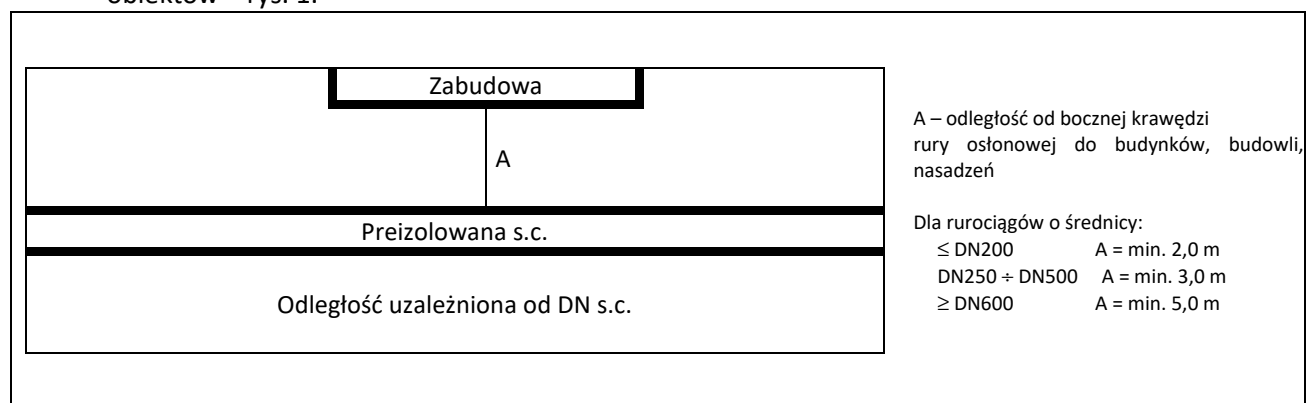 obiektów – rys. 1.
Zabudowa
A
Preizolowana s.c.
Odległość uzależniona od DN s.c.
A – odległość od bocznej krawędzi
rury osłonowej do budynków, budowli,
nasadzeń
Dla rurociągów o średnicy:
≤ DN200 A = min. 2,0 m
DN250 ÷ DN500 A = min. 3,0 m
≥ DN600 A = min. 5,0 m